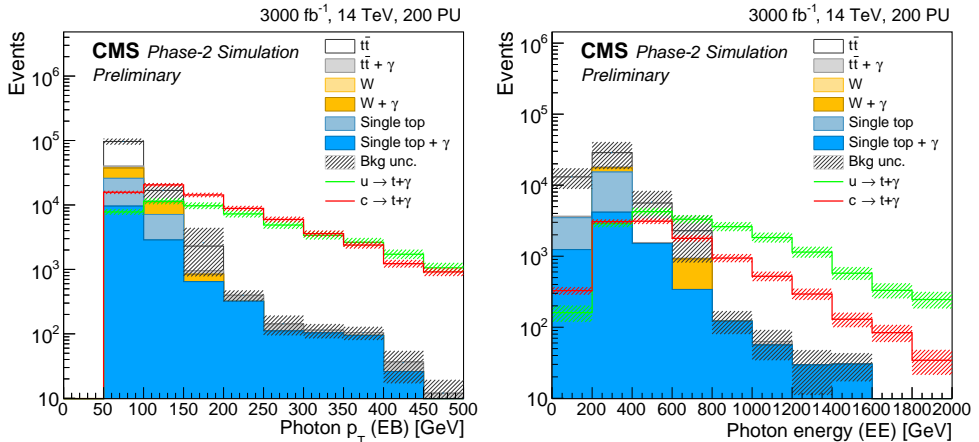 3000 fb⁻¹, 14 TeV, 200 PU
Events
10⁶
10⁵
10⁴
10³
10²
10
CMS Phase-2 Simulation
Preliminary
tt̄
tt̄ + γ
W
W + γ
Single top
Single top + γ
Bkg unc.
u → t+γ
c → t+γ
0 50 100 150 200 250 300 350 400 450 500
Photon p_T (EB) [GeV]
3000 fb⁻¹, 14 TeV, 200 PU
Events
10⁶
10⁵
10⁴
10³
10²
10
CMS Phase-2 Simulation
Preliminary
tt̄
tt̄ + γ
W
W + γ
Single top
Single top + γ
Bkg unc.
u → t+γ
c → t+γ
0 200 400 600 800 1000 1200 1400 1600 1800 2000
Photon energy (EE) [GeV]